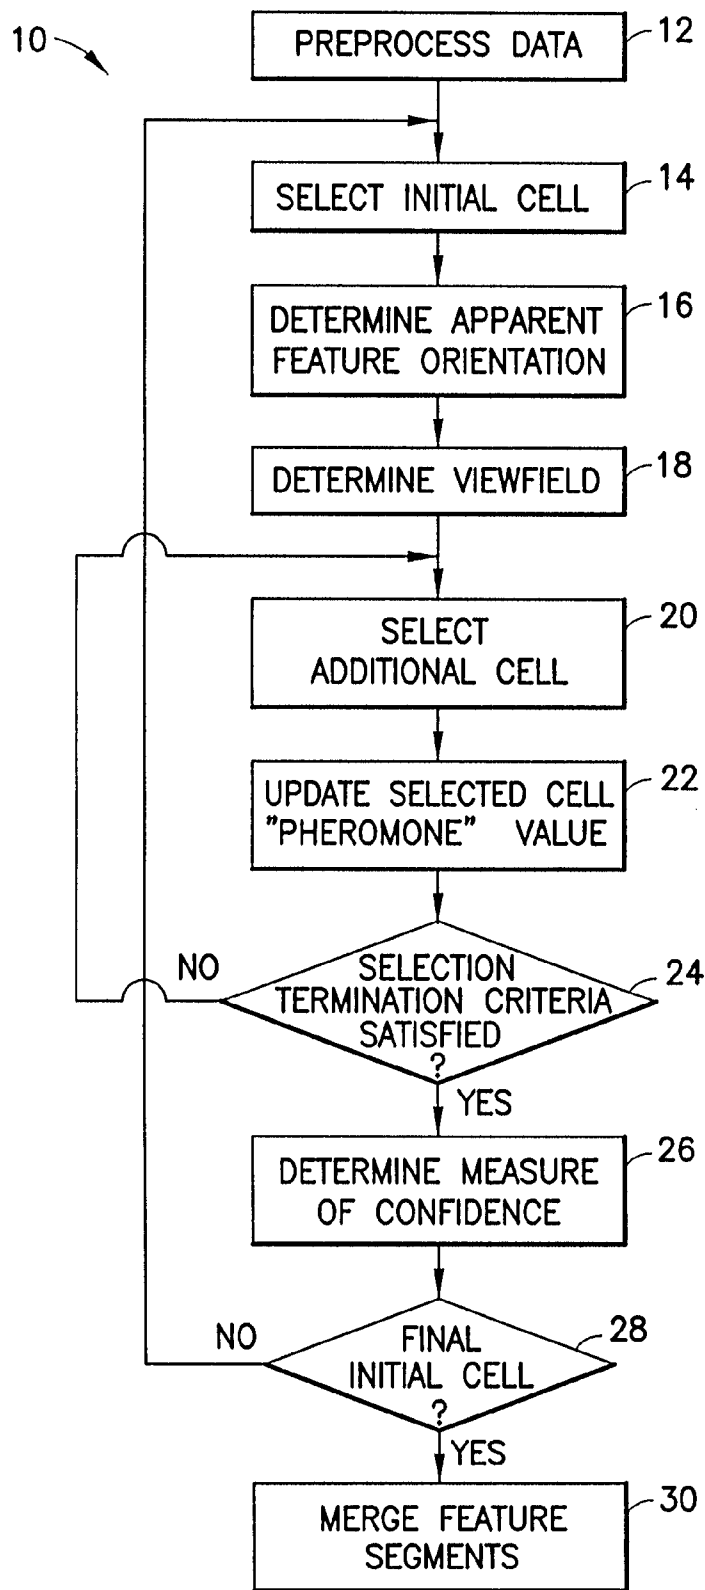 10
PREPROCESS DATA
12
SELECT INITIAL CELL
14
DETERMINE APPARENT
FEATURE ORIENTATION
16
DETERMINE VIEWFIELD
18
SELECT
ADDITIONAL CELL
20
UPDATE SELECTED CELL
"PHEROMONE" VALUE
22
NO
SELECTION
TERMINATION CRITERIA
SATISFIED
?
24
YES
DETERMINE MEASURE
OF CONFIDENCE
26
NO
FINAL
INITIAL CELL
?
28
YES
MERGE FEATURE
SEGMENTS
30